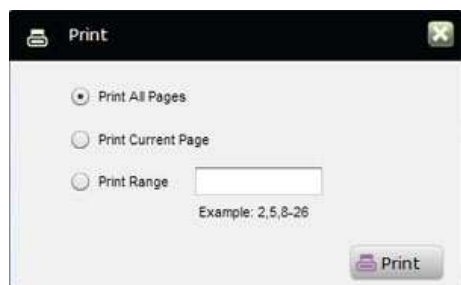 Print
Print All Pages
Print Current Page
Print Range
Example: 2,5,8-26
Print